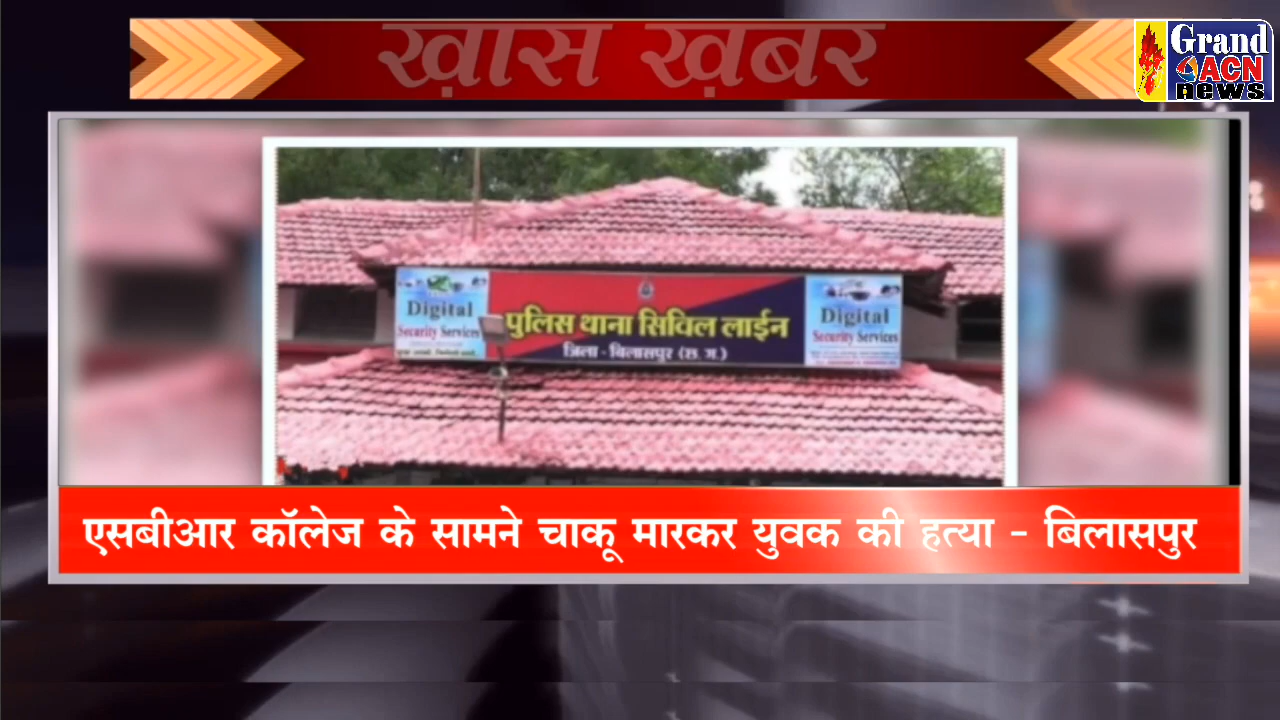 ख़ास ख़बर
Grand
ACN
news
Digital
Security Services
पुलिस थाना सिविल लाईन
जिला - बिलासपुर (छ. ग.)
Digital
Security Services
एसबीआर कॉलेज के सामने चाकू मारकर युवक की हत्या - बिलासपुर